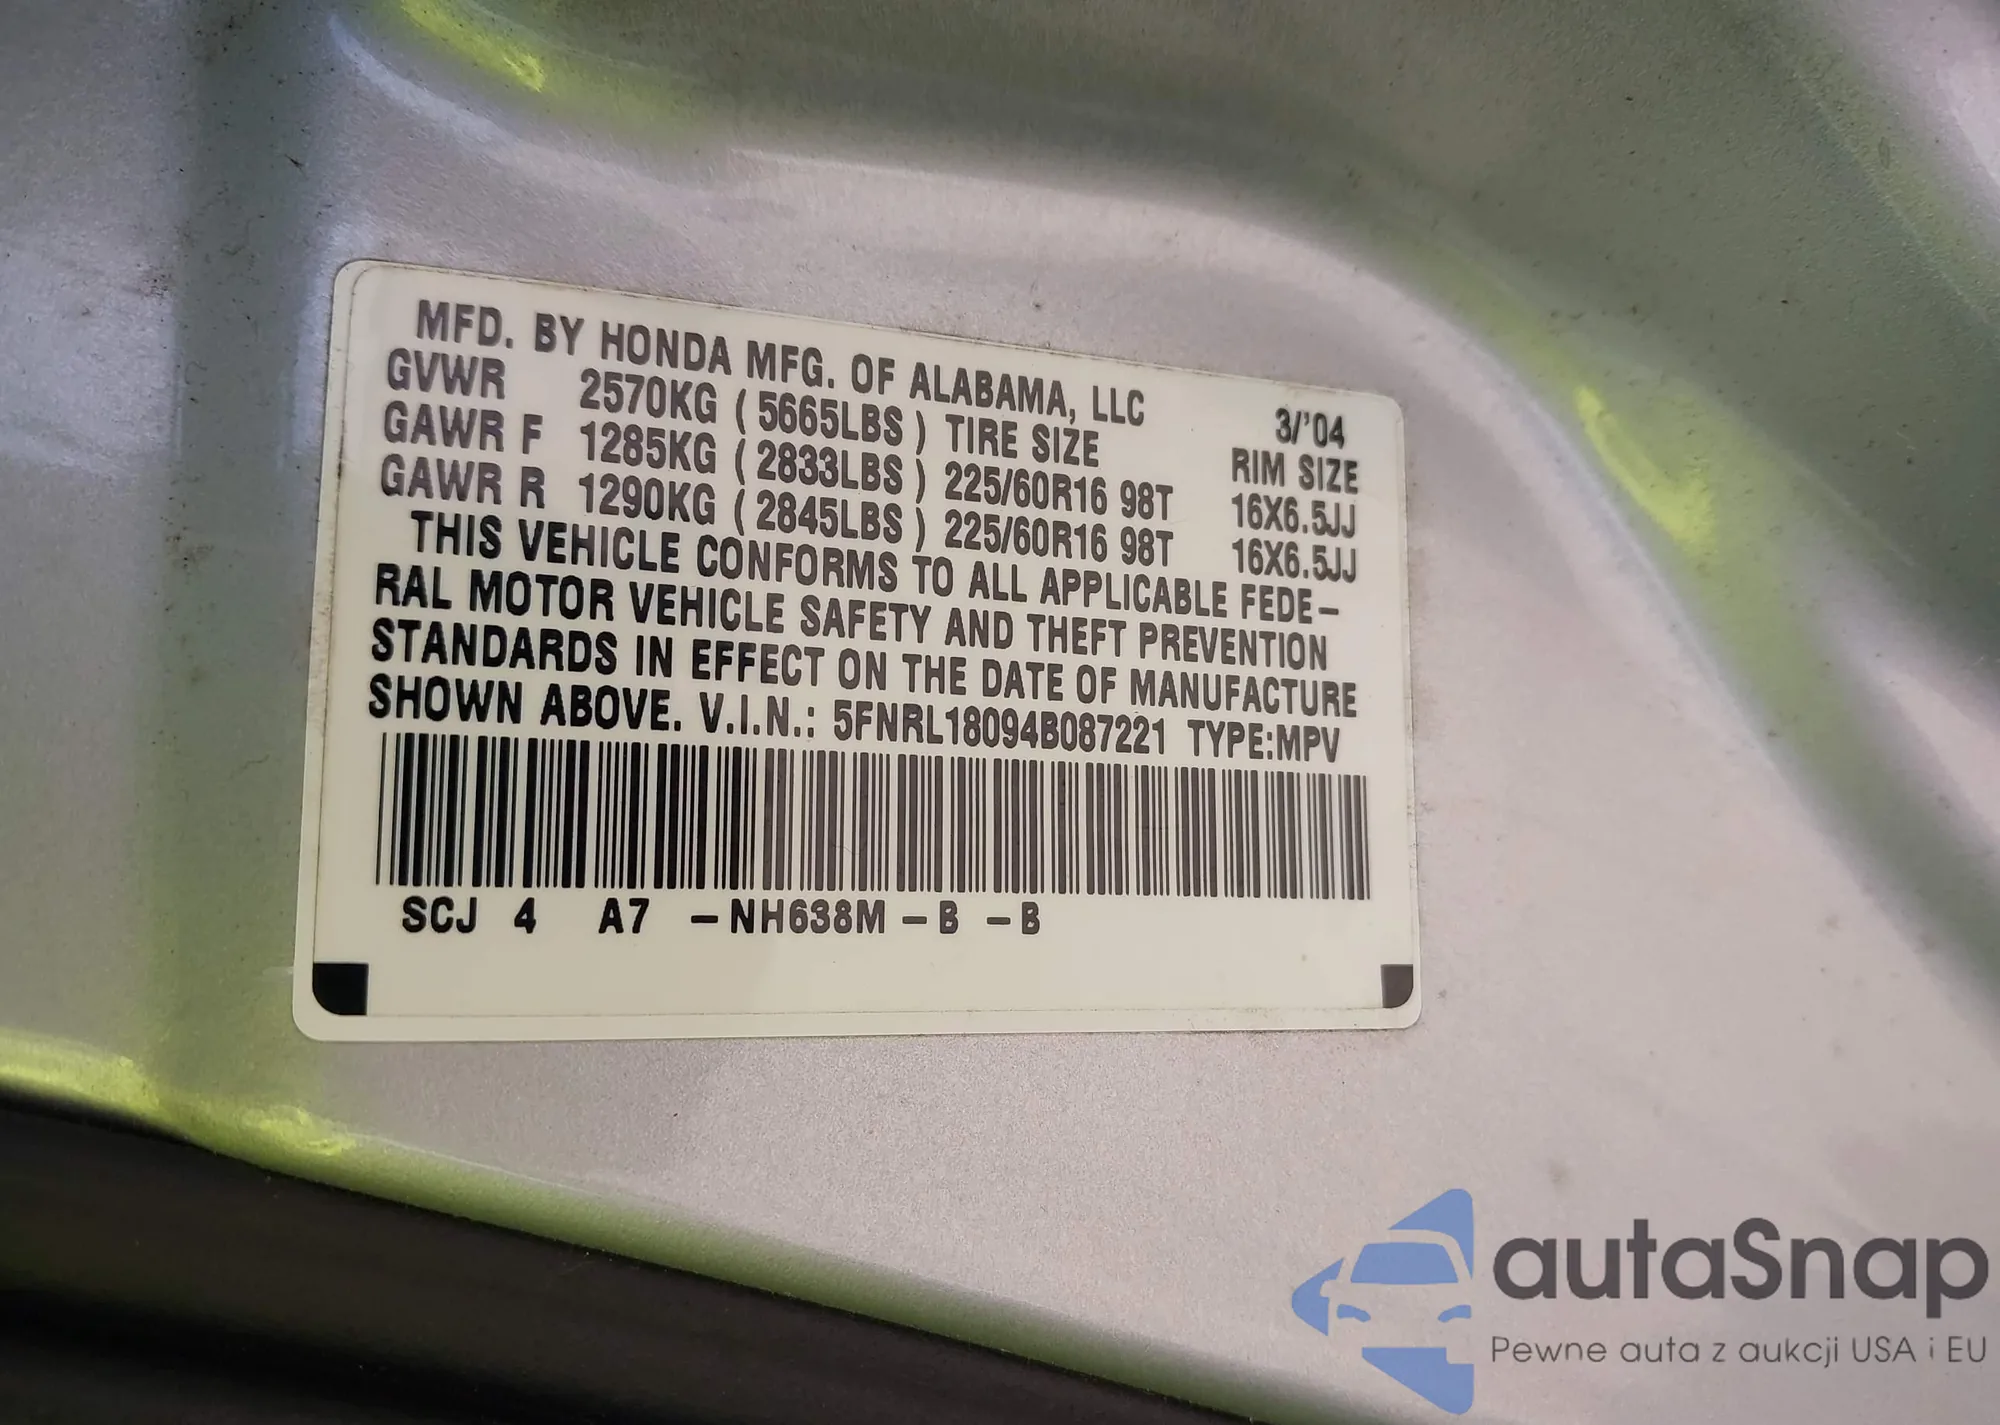 MFD. BY HONDA MFG. OF ALABAMA, LLC 3/'04
GVWR 2570KG ( 5665LBS ) TIRE SIZE RIM SIZE
GAWR F 1285KG ( 2833LBS ) 225/60R16 98T 16X6.5JJ
GAWR R 1290KG ( 2845LBS ) 225/60R16 98T 16X6.5JJ
THIS VEHICLE CONFORMS TO ALL APPLICABLE FEDE-
RAL MOTOR VEHICLE SAFETY AND THEFT PREVENTION
STANDARDS IN EFFECT ON THE DATE OF MANUFACTURE
SHOWN ABOVE. V.I.N.: 5FNRL18094B087221 TYPE:MPV
SCJ 4 A7 -NH638M - B - B
autaSnap
Pewne auta z aukcji USA i EU